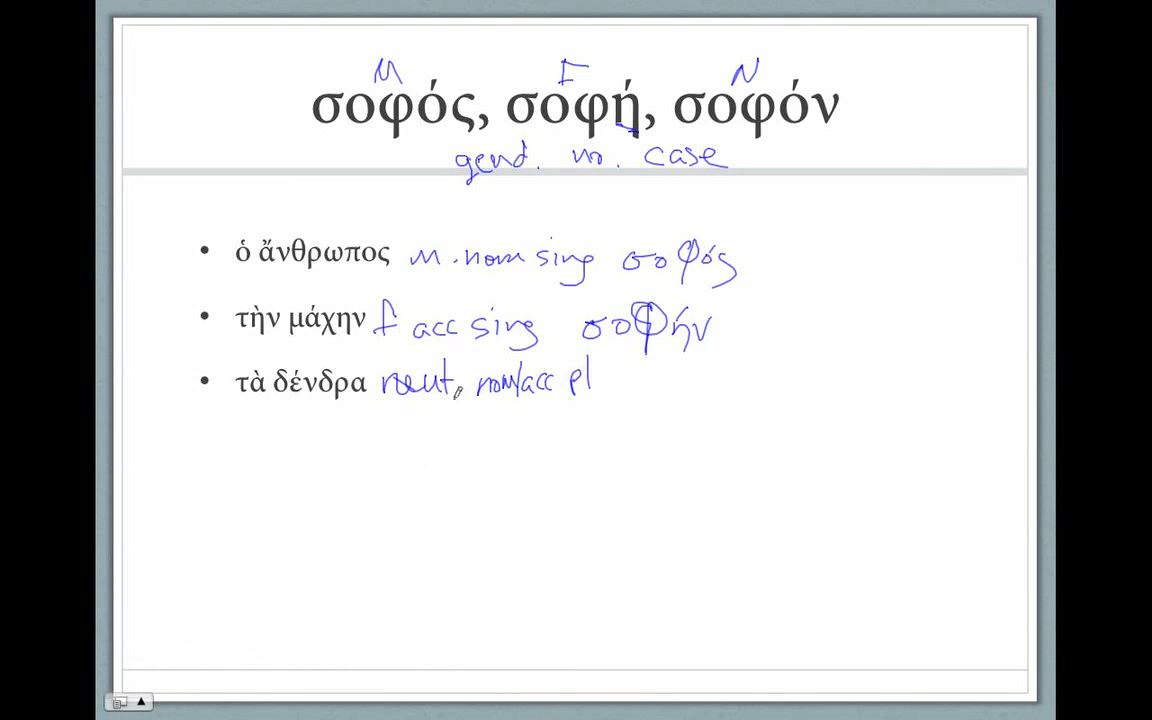 M F N
σοφός, σοφή, σοφόν
gend. no. case
• ὁ ἄνθρωπος m. nom sing σοφός
• τὴν μάχην f acc sing σοφήν
• τὰ δένδρα neut, nom/acc pl